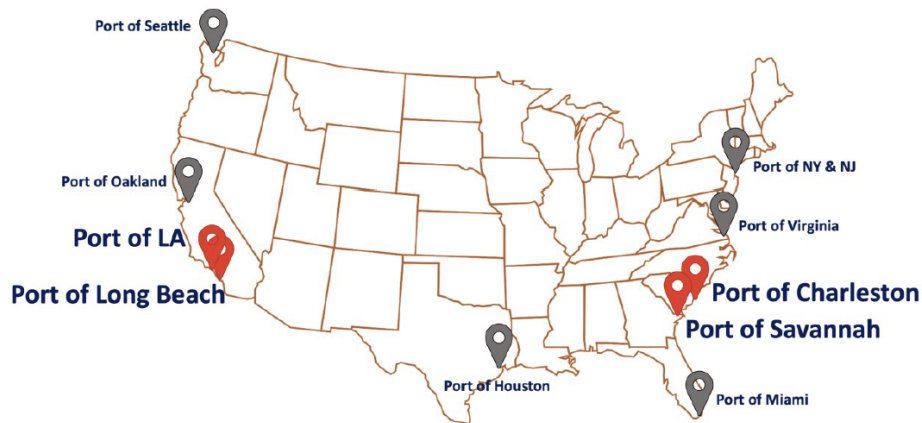 Port of Seattle
Port of NY & NJ
Port of Oakland
Port of Virginia
Port of LA
Port of Long Beach
Port of Charleston
Port of Savannah
Port of Houston
Port of Miami